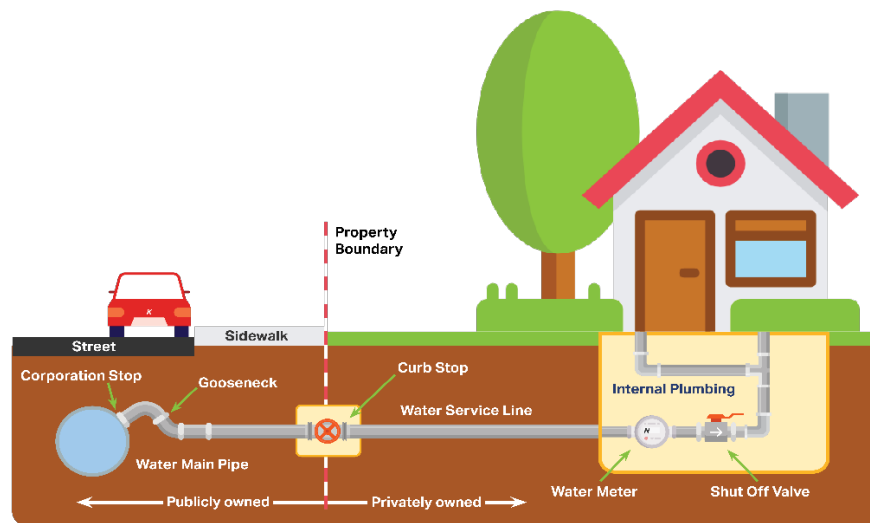 Property
Boundary
K
Street
Sidewalk
Corporation Stop
Gooseneck
Curb Stop
Internal Plumbing
Water Service Line
N
Water Main Pipe
Water Meter
Shut Off Valve
Publicly owned
Privately owned